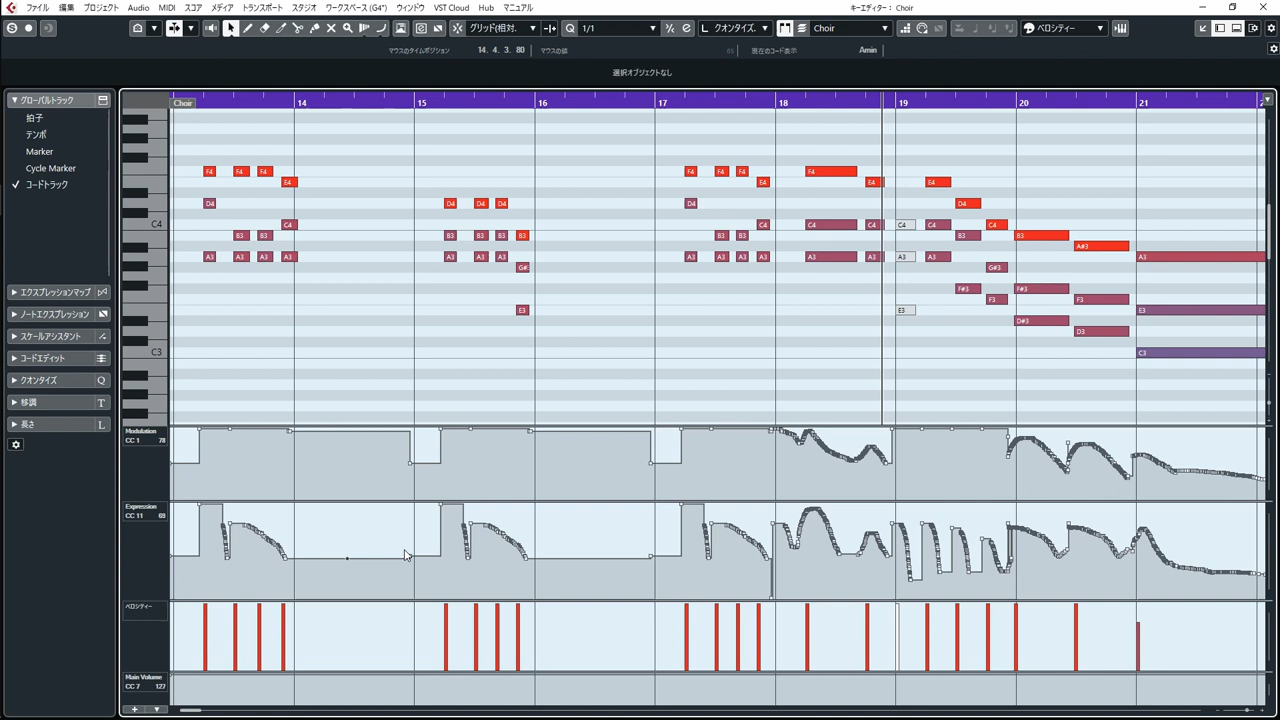 ファイル 編集 プロジェクト Audio MIDI スコア メディア トランスポート スタジオ ワークスペース (G4*) ウィンドウ VST Cloud Hub マニュアル
キーエディター： Choir
グリッド(相対. 1/1 L クオンタイズ. Choir ベロシティー
マウスのタイムポジション 14. 4. 3. 80 マウスの値 65 現在のコード表示 Amin
選択オブジェクトなし
グローバルトラック
拍子
テンポ
Marker
Cycle Marker
✓ コードトラック
エクスプレッションマップ
ノートエクスプレッション
スケールアシスタント
コードエディット
クオンタイズ Q
移調 T
長さ L
Choir 14 15 16 17 18 19 20 21
F4 F4 F4 F4 F4 F4 F4
E4 E4 E4 E4
D4 D4 D4 D4 D4 D4
C4 C4 C4 C4 C4 C4 C4 C4
B3 B3 B3 B3 B3 B3 B3 B3 B3 B3
A#3
A3 A3 A3 A3 A3 A3 A3 A3 A3 A3 A3 A3 A3 A3 A3 A3
G#3 G#3
F#3 F#3
F3 F3
E3 E3 E3
D#3
D3
C3 C3
Modulation
CC 1 78
Expression
CC 11 69
ベロシティー
Main Volume
CC 7 127